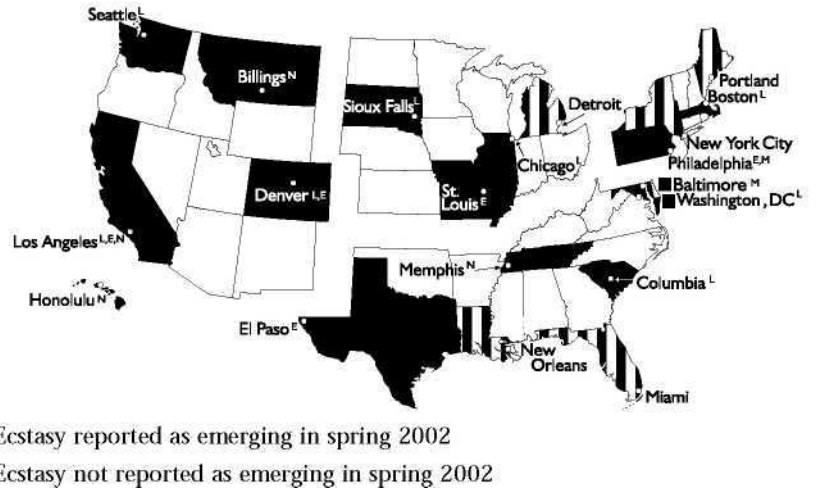 Seattle L
Billings N
Sioux Falls L
Portland
Boston L
Detroit
New York City
Chicago L
Philadelphia E,M
Baltimore M
Washington, DC L
Denver L,E
St.
Louis E
Los Angeles L,E,N
Memphis N
Columbia L
Honolulu N
El Paso E
New
Orleans
Miami
Ecstasy reported as emerging in spring 2002
Ecstasy not reported as emerging in spring 2002